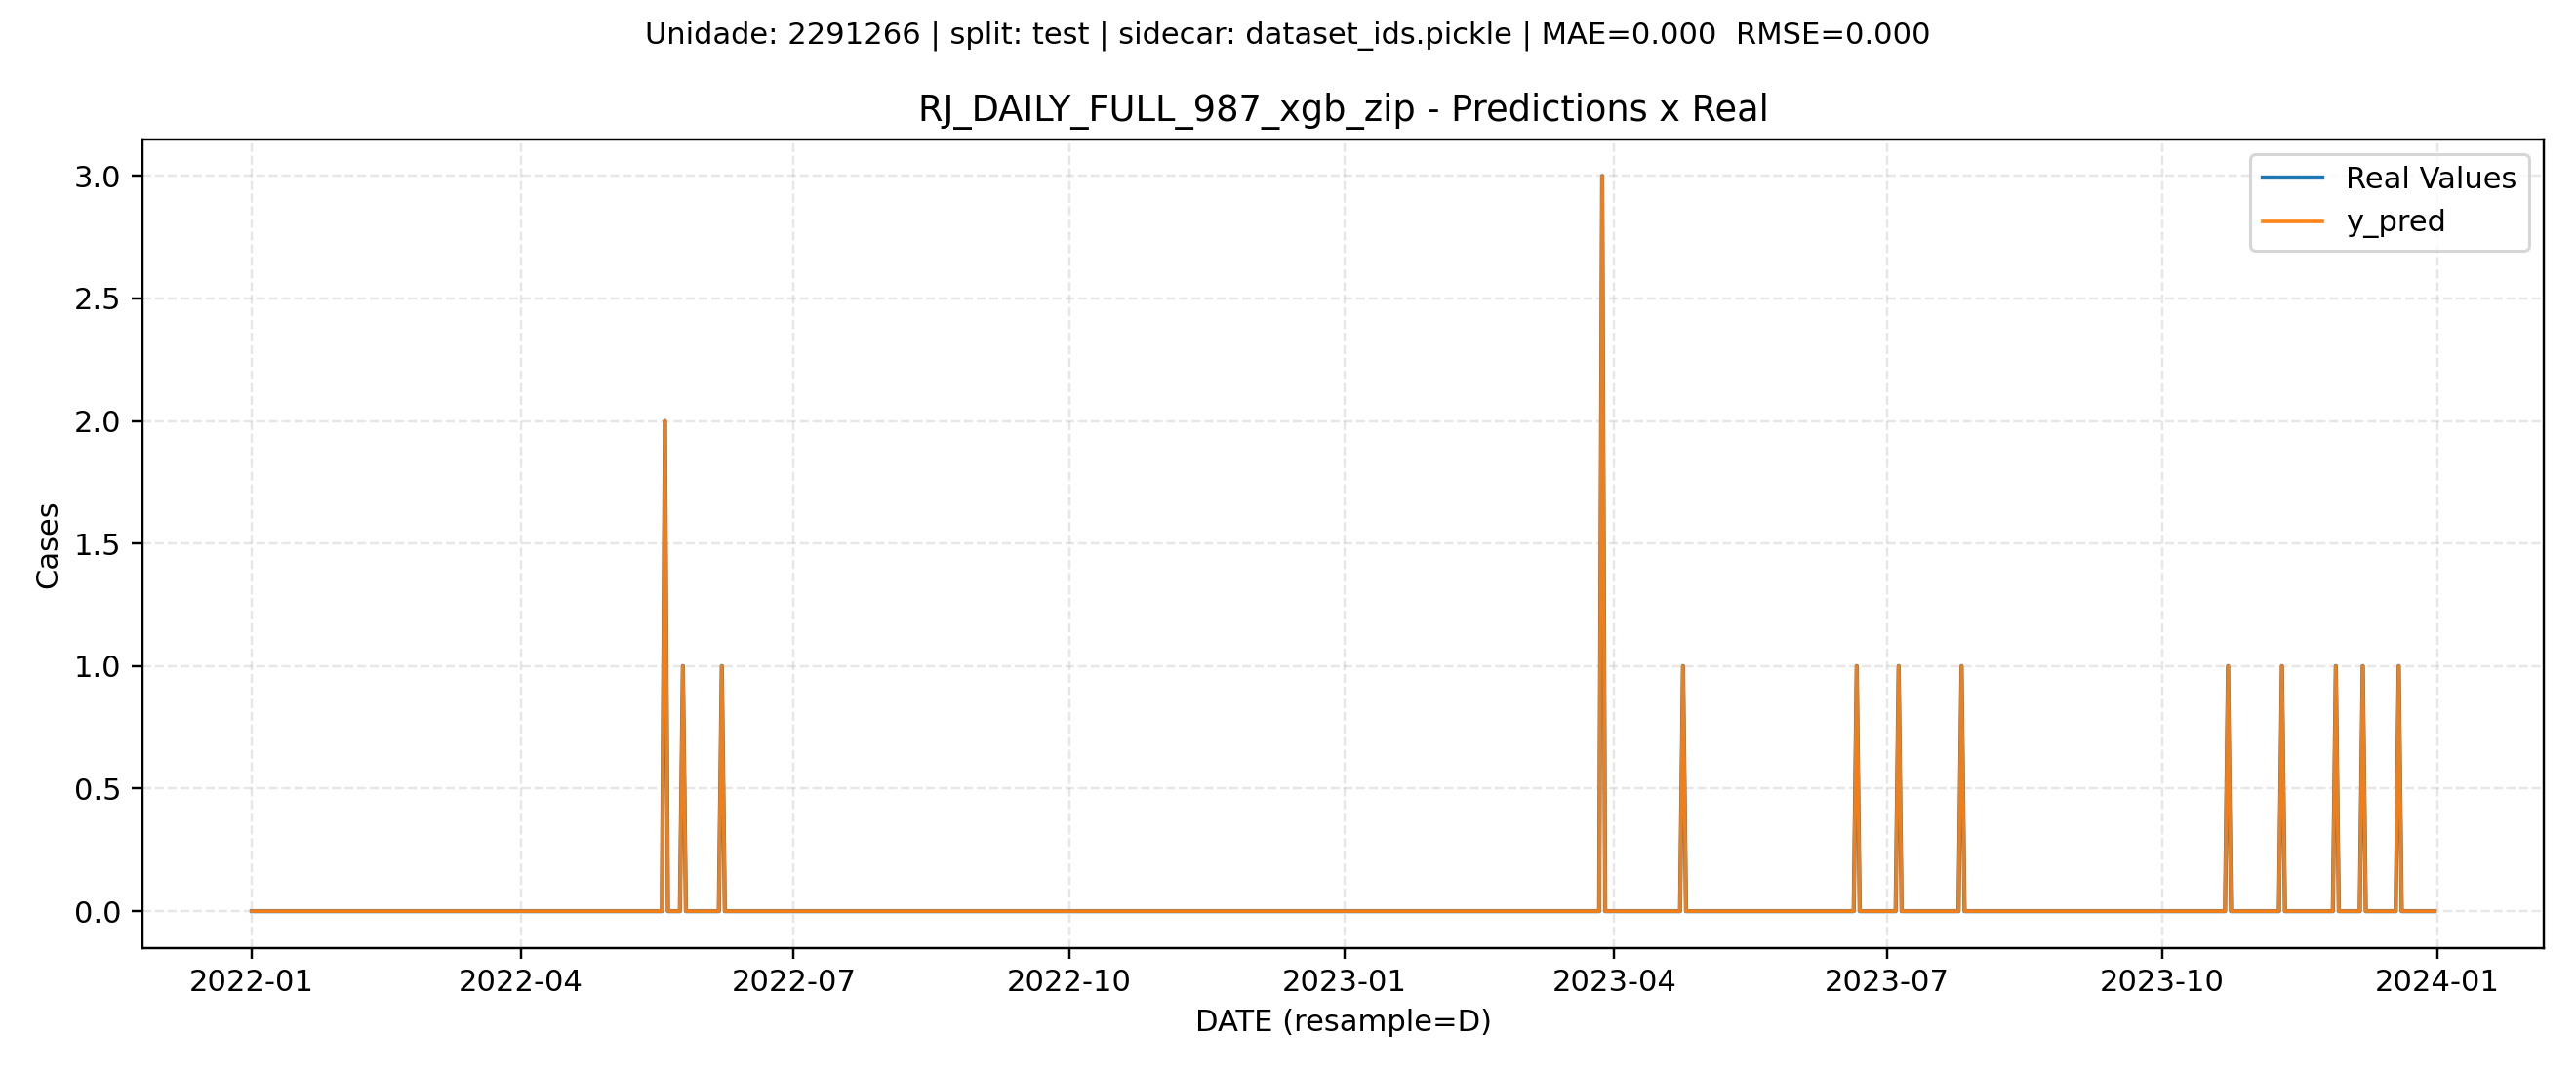 Unidade: 2291266 | split: test | sidecar: dataset_ids.pickle | MAE=0.000  RMSE=0.000
RJ_DAILY_FULL_987_xgb_zip - Predictions x Real
Real Values
y_pred
3.0
2.5
2.0
1.5
1.0
0.5
0.0
Cases
2022-01
2022-04
2022-07
2022-10
2023-01
2023-04
2023-07
2023-10
2024-01
DATE (resample=D)